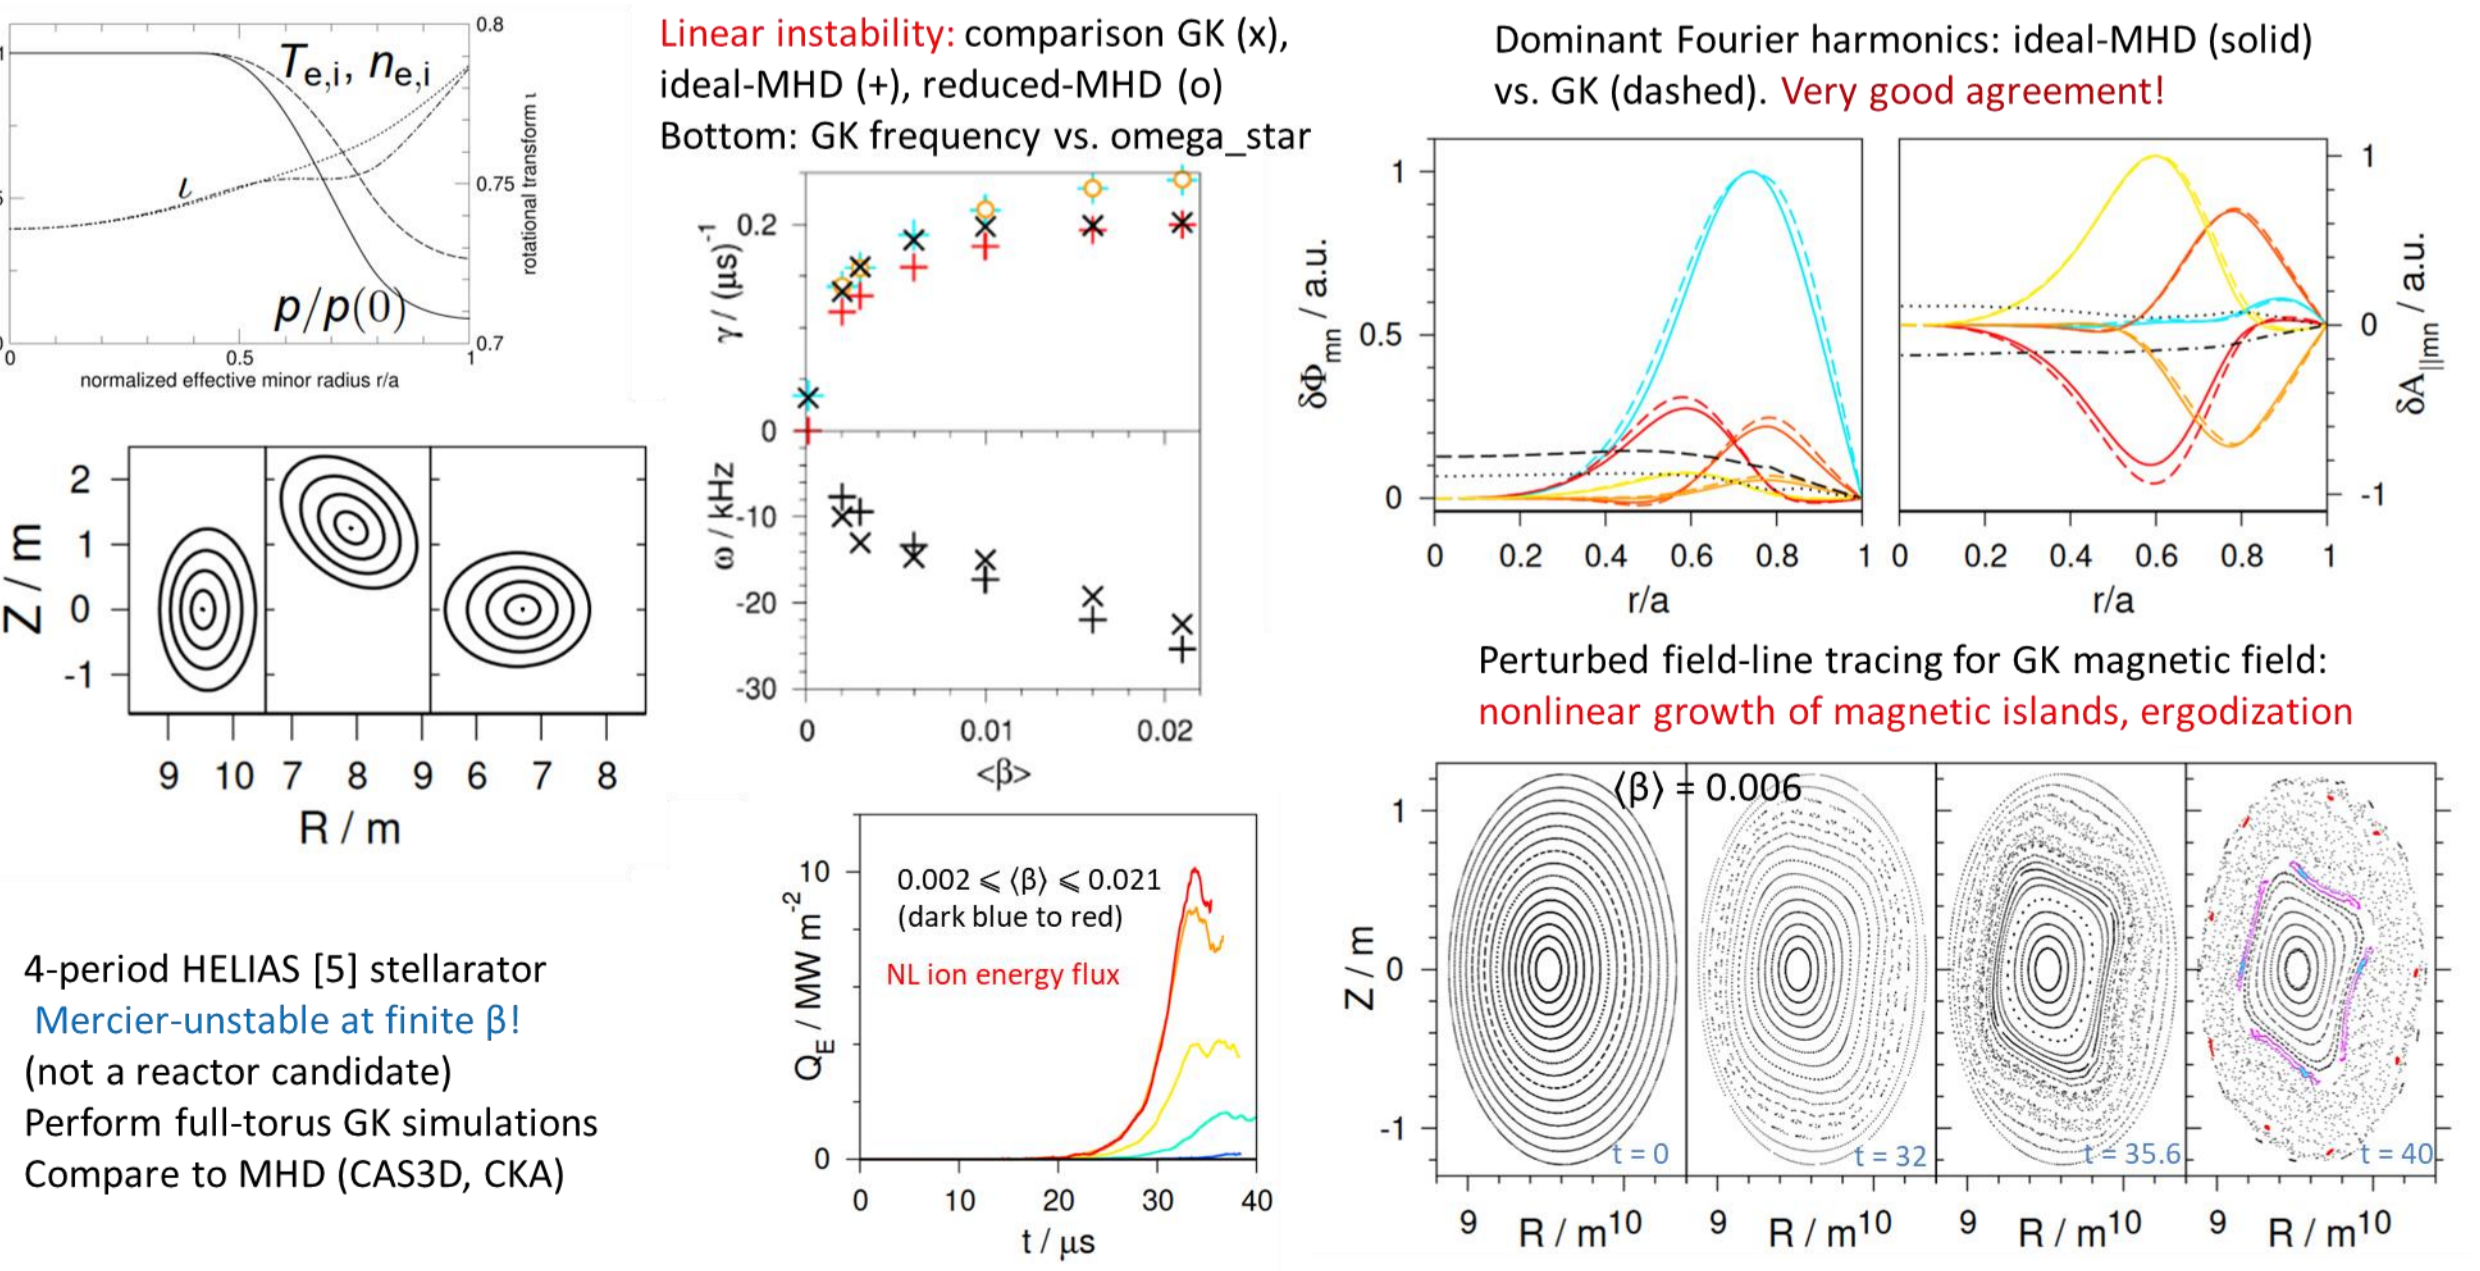 1
0.8
T_e,i, n_e,i
ι
0.75
rotational transform ι
p/p(0)
0.7
0
0.5
1
normalized effective minor radius r/a
2
1
0
-1
Z / m
9 10 7 8 9 6 7 8
R / m
4-period HELIAS [5] stellarator
Mercier-unstable at finite β!
(not a reactor candidate)
Perform full-torus GK simulations
Compare to MHD (CAS3D, CKA)
Linear instability: comparison GK (x),
ideal-MHD (+), reduced-MHD (o)
Bottom: GK frequency vs. omega_star
0.2
γ / (μs)^-1
0
ω / kHz
-10
-20
-30
0 0.01 0.02
<β>
10
0.002 ⩽ ⟨β⟩ ⩽ 0.021
(dark blue to red)
NL ion energy flux
Q_E / MW m^-2
0
0 10 20 30 40
t / μs
Dominant Fourier harmonics: ideal-MHD (solid)
vs. GK (dashed). Very good agreement!
1
0.5
0
δΦ_mn / a.u.
1
0
-1
δA_||mn / a.u.
0 0.2 0.4 0.6 0.8 1
0 0.2 0.4 0.6 0.8 1
r/a
r/a
Perturbed field-line tracing for GK magnetic field:
nonlinear growth of magnetic islands, ergodization
⟨β⟩ = 0.006
1
0
-1
Z / m
t = 0
t = 32
t = 35.6
t = 40
9 R / m 10
9 R / m 10
9 R / m 10
9 R / m 10